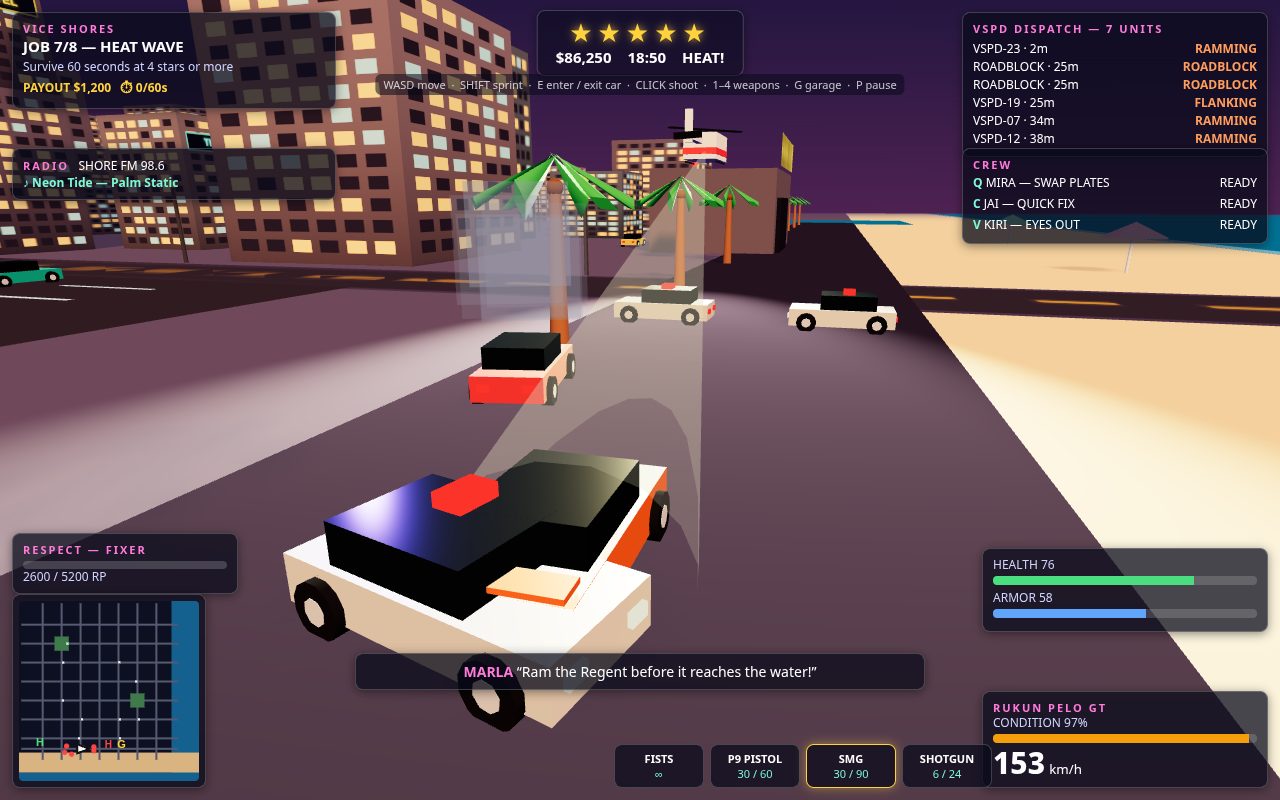 VICE SHORES
JOB 7/8 — HEAT WAVE
Survive 60 seconds at 4 stars or more
PAYOUT $1,200 ⏱ 0/60s
RADIO SHORE FM 98.6
♪ Neon Tide — Palm Static
★ ★ ★ ★ ★
$86,250 18:50 HEAT!
WASD move · SHIFT sprint · E enter / exit car · CLICK shoot · 1–4 weapons · G garage · P pause
VSPD DISPATCH — 7 UNITS
VSPD-23 · 2m RAMMING
ROADBLOCK · 25m ROADBLOCK
ROADBLOCK · 25m ROADBLOCK
VSPD-19 · 25m FLANKING
VSPD-07 · 34m RAMMING
VSPD-12 · 38m RAMMING
CREW
Q MIRA — SWAP PLATES READY
C JAI — QUICK FIX READY
V KIRI — EYES OUT READY
RESPECT — FIXER
2600 / 5200 RP
H H G
HEALTH 76
ARMOR 58
MARLA “Ram the Regent before it reaches the water!”
FISTS
∞
P9 PISTOL
30 / 60
SMG
30 / 90
SHOTGUN
6 / 24
RUKUN PELO GT
CONDITION 97%
153 km/h